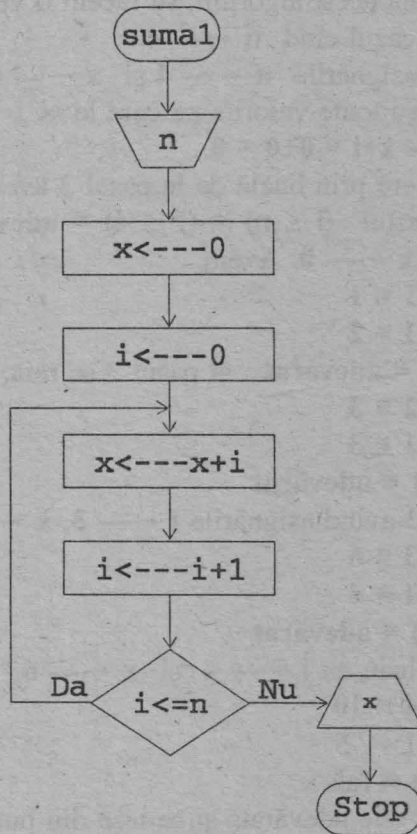 suma1
n
x<---0
i<---0
x<---x+i
i<---i+1
Da
i<=n
Nu
x
Stop